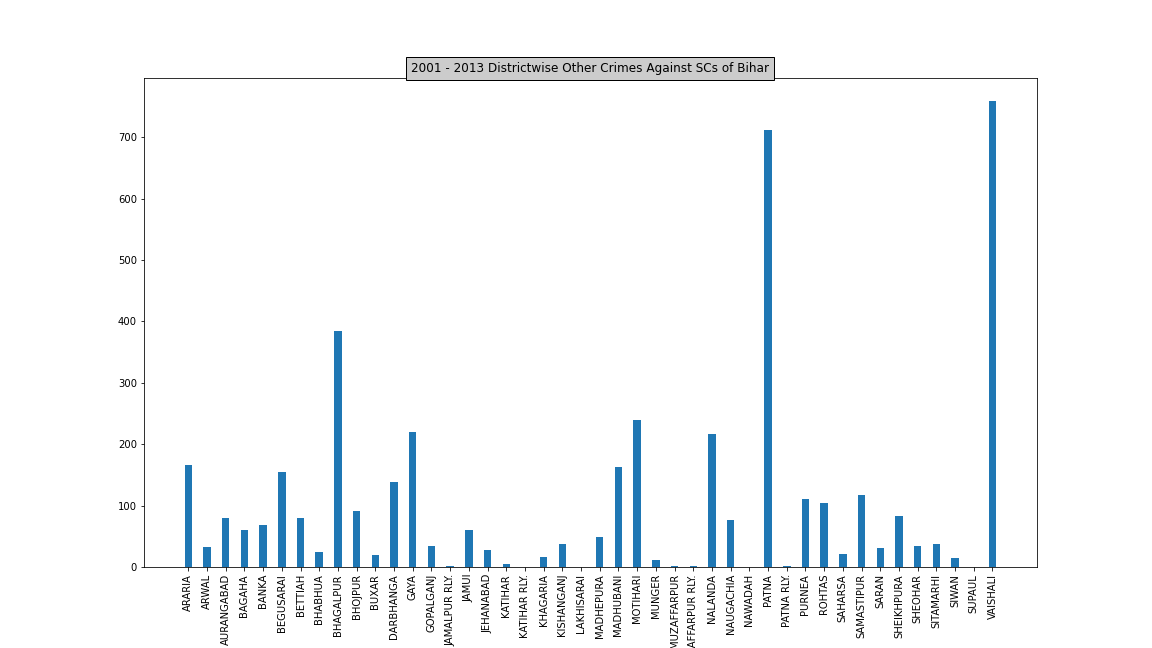 2001 - 2013 Districtwise Other Crimes Against SCs of Bihar
700
600
500
400
300
200
100
0
ARARIA
ARWAL
AURANGABAD
BAGAHA
BANKA
BEGUSARAI
BETTIAH
BHABHUA
BHAGALPUR
BHOJPUR
BUXAR
DARBHANGA
GAYA
GOPALGANJ
JAMALPUR RLY.
JAMUI
JEHANABAD
KATIHAR
KATIHAR RLY.
KHAGARIA
KISHANGANJ
LAKHISARAI
MADHEPURA
MADHUBANI
MOTIHARI
MUNGER
MUZAFFARPUR
AFFARPUR RLY.
NALANDA
NAUGACHIA
NAWADAH
PATNA
PATNA RLY.
PURNEA
ROHTAS
SAHARSA
SAMASTIPUR
SARAN
SHEIKHPURA
SHEOHAR
SITAMARHI
SIWAN
SUPAUL
VAISHALI